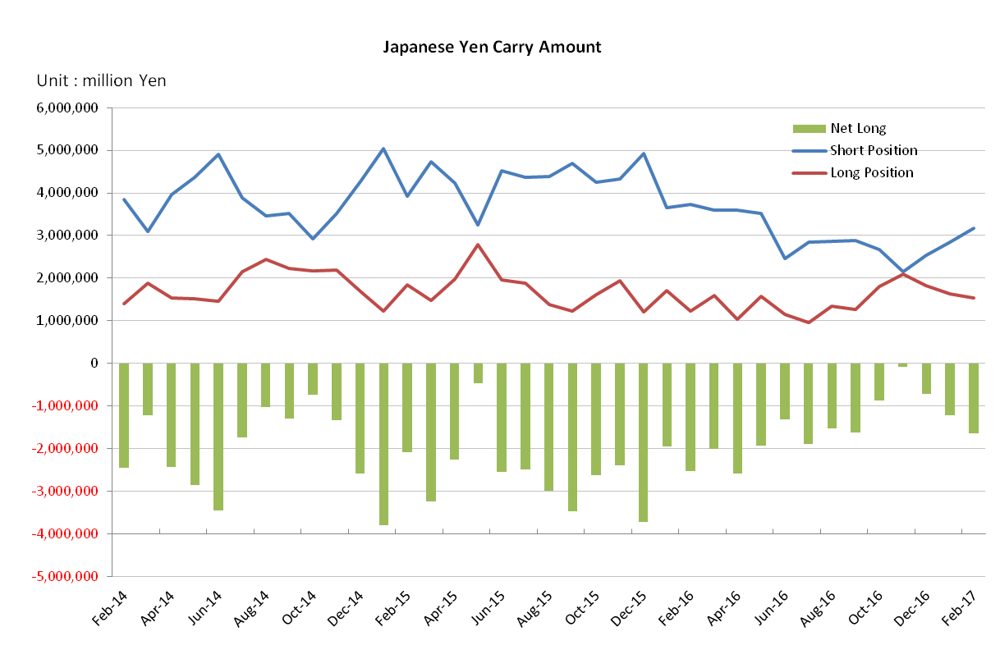 Japanese Yen Carry Amount
Unit : million Yen
6,000,000
5,000,000
4,000,000
3,000,000
2,000,000
1,000,000
0
-1,000,000
-2,000,000
-3,000,000
-4,000,000
-5,000,000
Net Long
Short Position
Long Position
Feb-14
Apr-14
Jun-14
Aug-14
Oct-14
Dec-14
Feb-15
Apr-15
Jun-15
Aug-15
Oct-15
Dec-15
Feb-16
Apr-16
Jun-16
Aug-16
Oct-16
Dec-16
Feb-17